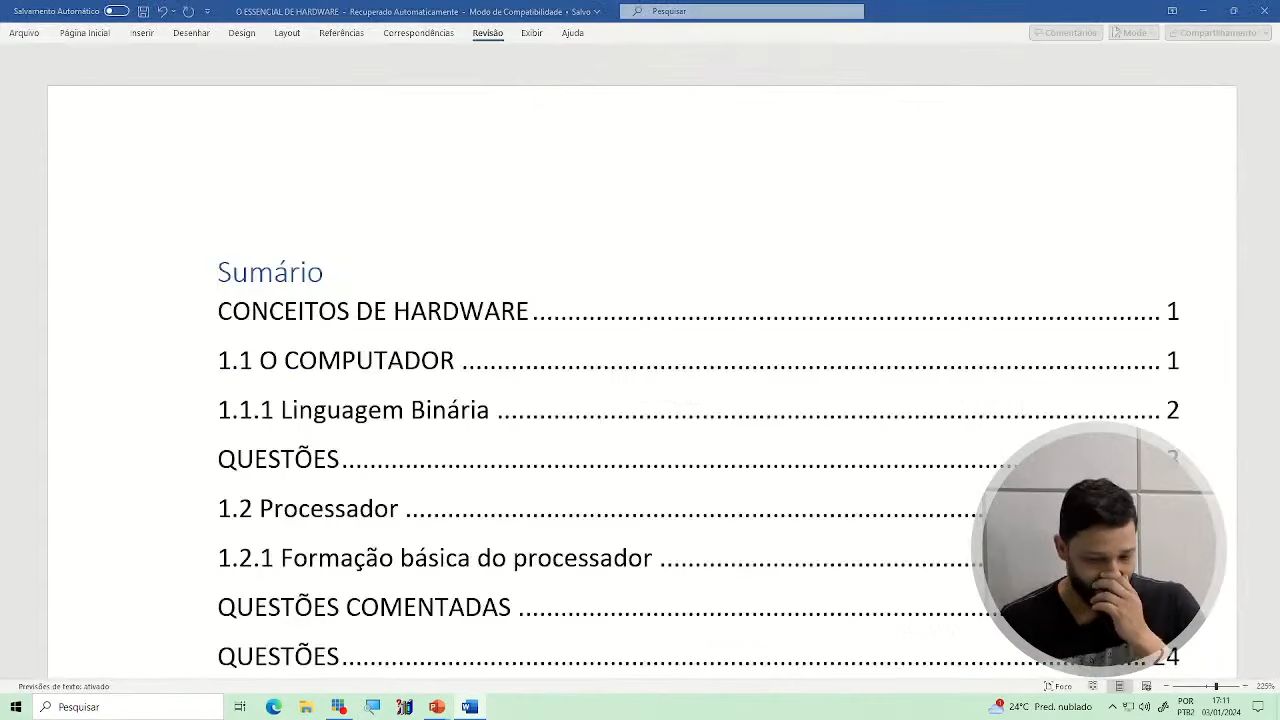 Salvamento Automático O ESSENCIAL DE HARDWARE - Recuperado Automaticamente - Modo de Compatibilidade • Salvo Pesquisar
Arquivo Página Inicial Inserir Desenhar Design Layout Referências Correspondências Revisão Exibir Ajuda Comentários Compartilhamento
Sumário
CONCEITOS DE HARDWARE 1
1.1 O COMPUTADOR 1
1.1.1 Linguagem Binária 2
QUESTÕES 3
1.2 Processador
1.2.1 Formação básica do processador
QUESTÕES COMENTADAS
QUESTÕES 24
Previsões de texto: ativado Foco 225%
Pesquisar 24°C Pred. nublado POR 17:11
PTB2 03/01/2024